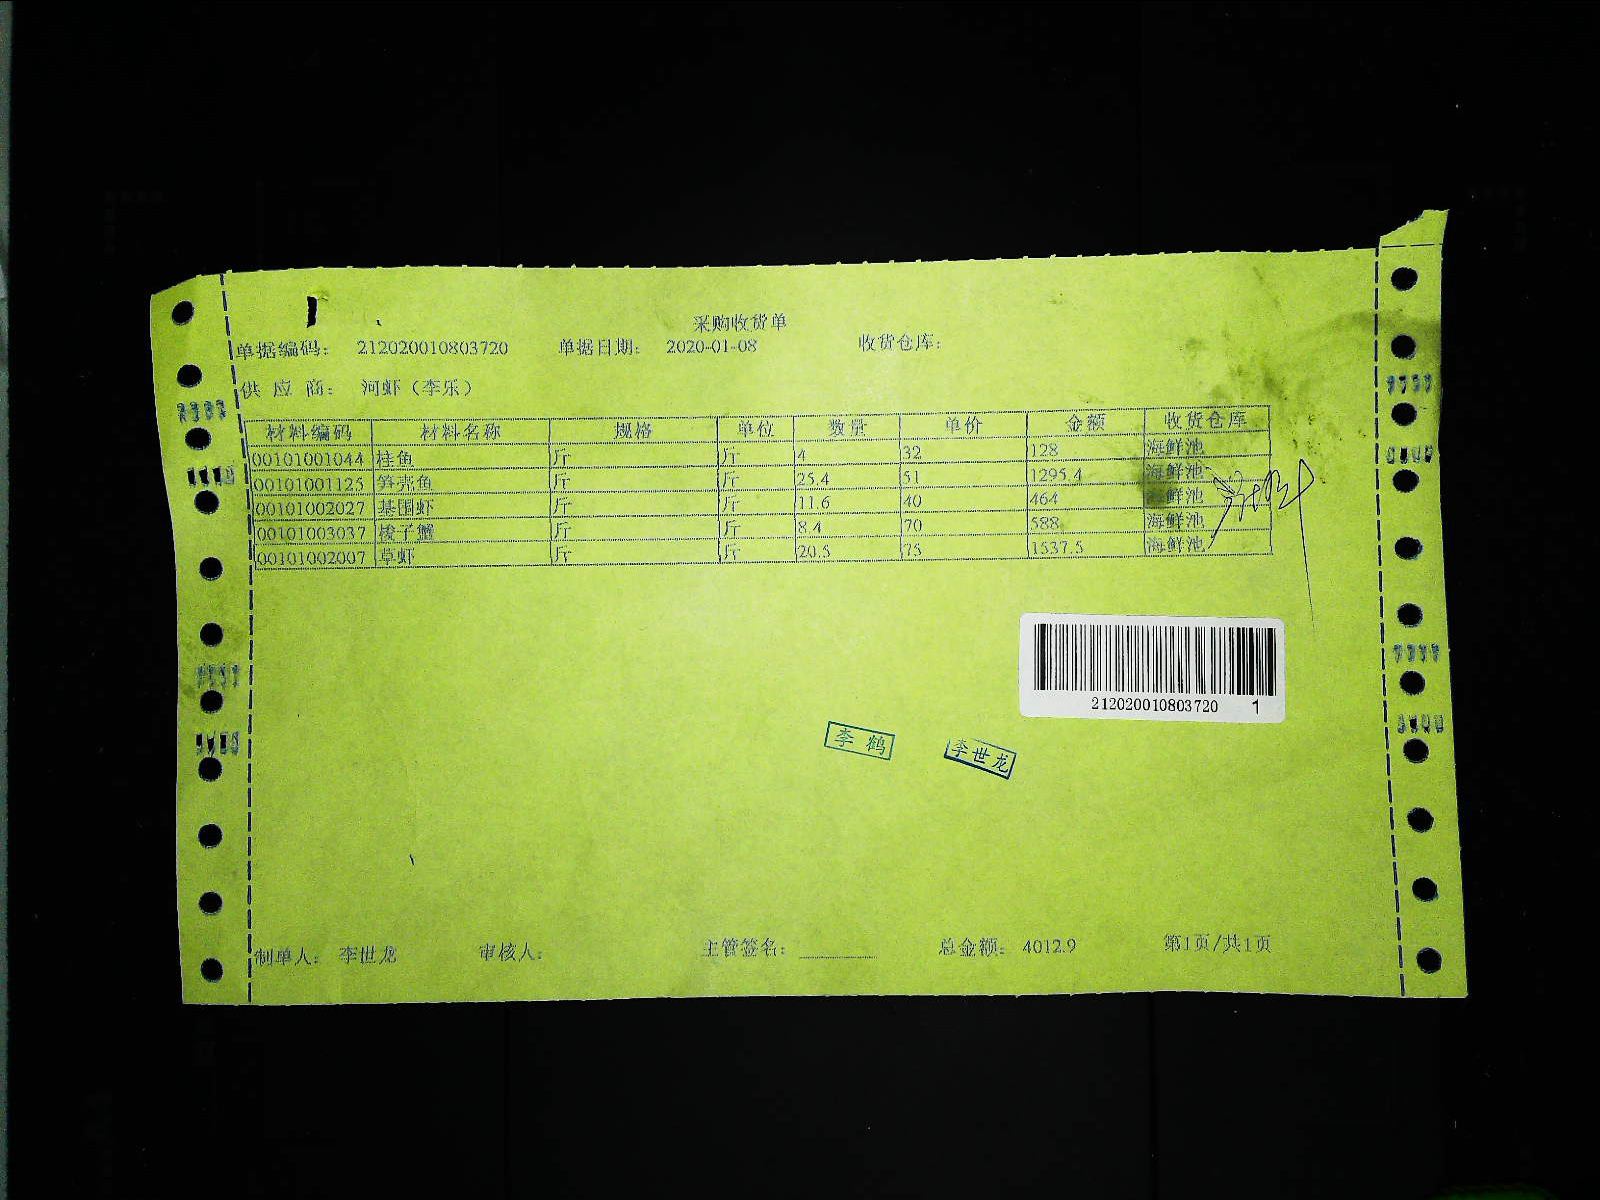 采购收货单
单据编码: 212020010803720 单据日期: 2020-01-08 收货仓库:
供应商: 河虾（李乐）
材料编码 材料名称 规格 单位 数量 单价 金额 收货仓库
00101001044 桂鱼 斤 斤 4 32 128 海鲜池
00101001125 笋壳鱼 斤 斤 25.4 51 1295.4 海鲜池
00101002027 基围虾 斤 斤 11.6 40 464 海鲜池
00101003037 梭子蟹 斤 斤 8.4 70 588 海鲜池
00101002007 草虾 斤 斤 20.5 75 1537.5 海鲜池
212020010803720 1
李鹤 李世龙
制单人: 李世龙 审核人: 主管签名: 总金额: 4012.9 第1页/共1页